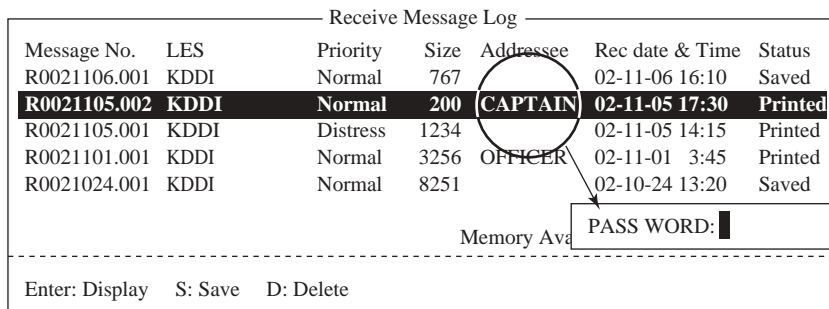 Receive Message Log
Message No. LES Priority Size Addressee Rec date & Time Status
R0021106.001 KDDI Normal 767 02-11-06 16:10 Saved
R0021105.002 KDDI Normal 200 CAPTAIN 02-11-05 17:30 Printed
R0021105.001 KDDI Distress 1234 02-11-05 14:15 Printed
R0021101.001 KDDI Normal 3256 OFFICER 02-11-01 3:45 Printed
R0021024.001 KDDI Normal 8251 02-10-24 13:20 Saved
PASS WORD:
Memory Ava
Enter: Display S: Save D: Delete